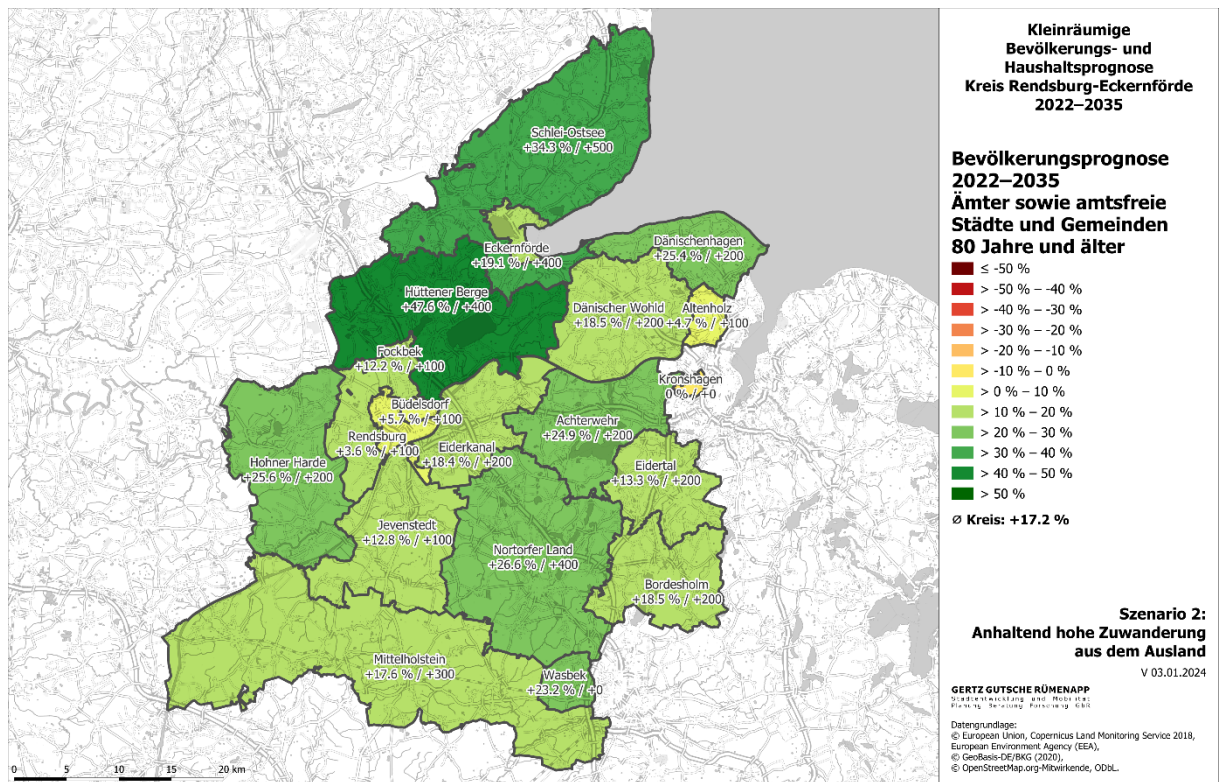 Schlei-Ostsee
+34.3 % / +500
Eckernförde
+19.1 % / +400
Dänischenhagen
+25.4 % / +200
Hüttener Berge
+47.6 % / +400
Dänischer Wohld
+18.5 % / +200
Altenholz
+4.7 % / +100
Fockbek
+12.2 % / +100
Kronshagen
0 % / +0
Büdelsdorf
+5.7 % / +100
Achterwehr
+24.9 % / +200
Rendsburg
+3.6 % / +100
Eiderkanal
+18.4 % / +200
Hohner Harde
+25.6 % / +200
Eidertal
+13.3 % / +200
Jevenstedt
+12.8 % / +100
Nortorfer Land
+26.6 % / +400
Bordesholm
+18.5 % / +200
Mittelholstein
+17.6 % / +300
Wasbek
+23.2 % / +0
0 5 10 15 20 km
Kleinräumige
Bevölkerungs- und
Haushaltsprognose
Kreis Rendsburg-Eckernförde
2022–2035
Bevölkerungsprognose
2022–2035
Ämter sowie amtsfreie
Städte und Gemeinden
80 Jahre und älter
≤ -50 %
> -50 % – -40 %
> -40 % – -30 %
> -30 % – -20 %
> -20 % – -10 %
> -10 % – 0 %
> 0 % – 10 %
> 10 % – 20 %
> 20 % – 30 %
> 30 % – 40 %
> 40 % – 50 %
> 50 %
⌀ Kreis: +17.2 %
Szenario 2:
Anhaltend hohe Zuwanderung
aus dem Ausland
V 03.01.2024
GERTZ GUTSCHE RÜMENAPP
Stadtentwicklung und Mobilität
Planung Beratung Forschung GbR
Datengrundlage:
© European Union, Copernicus Land Monitoring Service 2018,
European Environment Agency (EEA),
© GeoBasis-DE/BKG (2020),
© OpenStreetMap.org-Mitwirkende, ODbL.